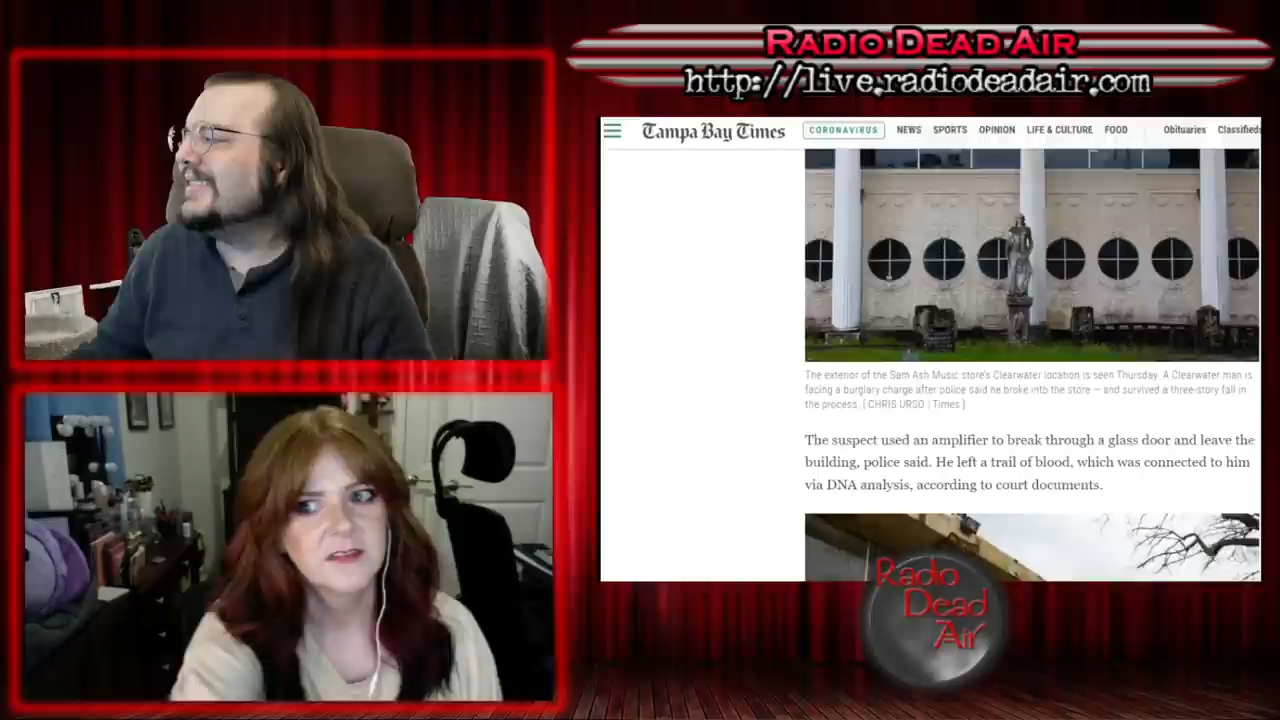 RADIO DEAD AIR
http://live.radiodeadair.com
Tampa Bay Times CORONAVIRUS NEWS SPORTS OPINION LIFE & CULTURE FOOD Obituaries Classifieds
The exterior of the Sam Ash Music store's Clearwater location is seen Thursday. A Clearwater man is
facing a burglary charge after police said he broke into the store — and survived a three-story fall in
the process. [ CHRIS URSO | Times ]
The suspect used an amplifier to break through a glass door and leave the
building, police said. He left a trail of blood, which was connected to him
via DNA analysis, according to court documents.
Radio
Dead
Air